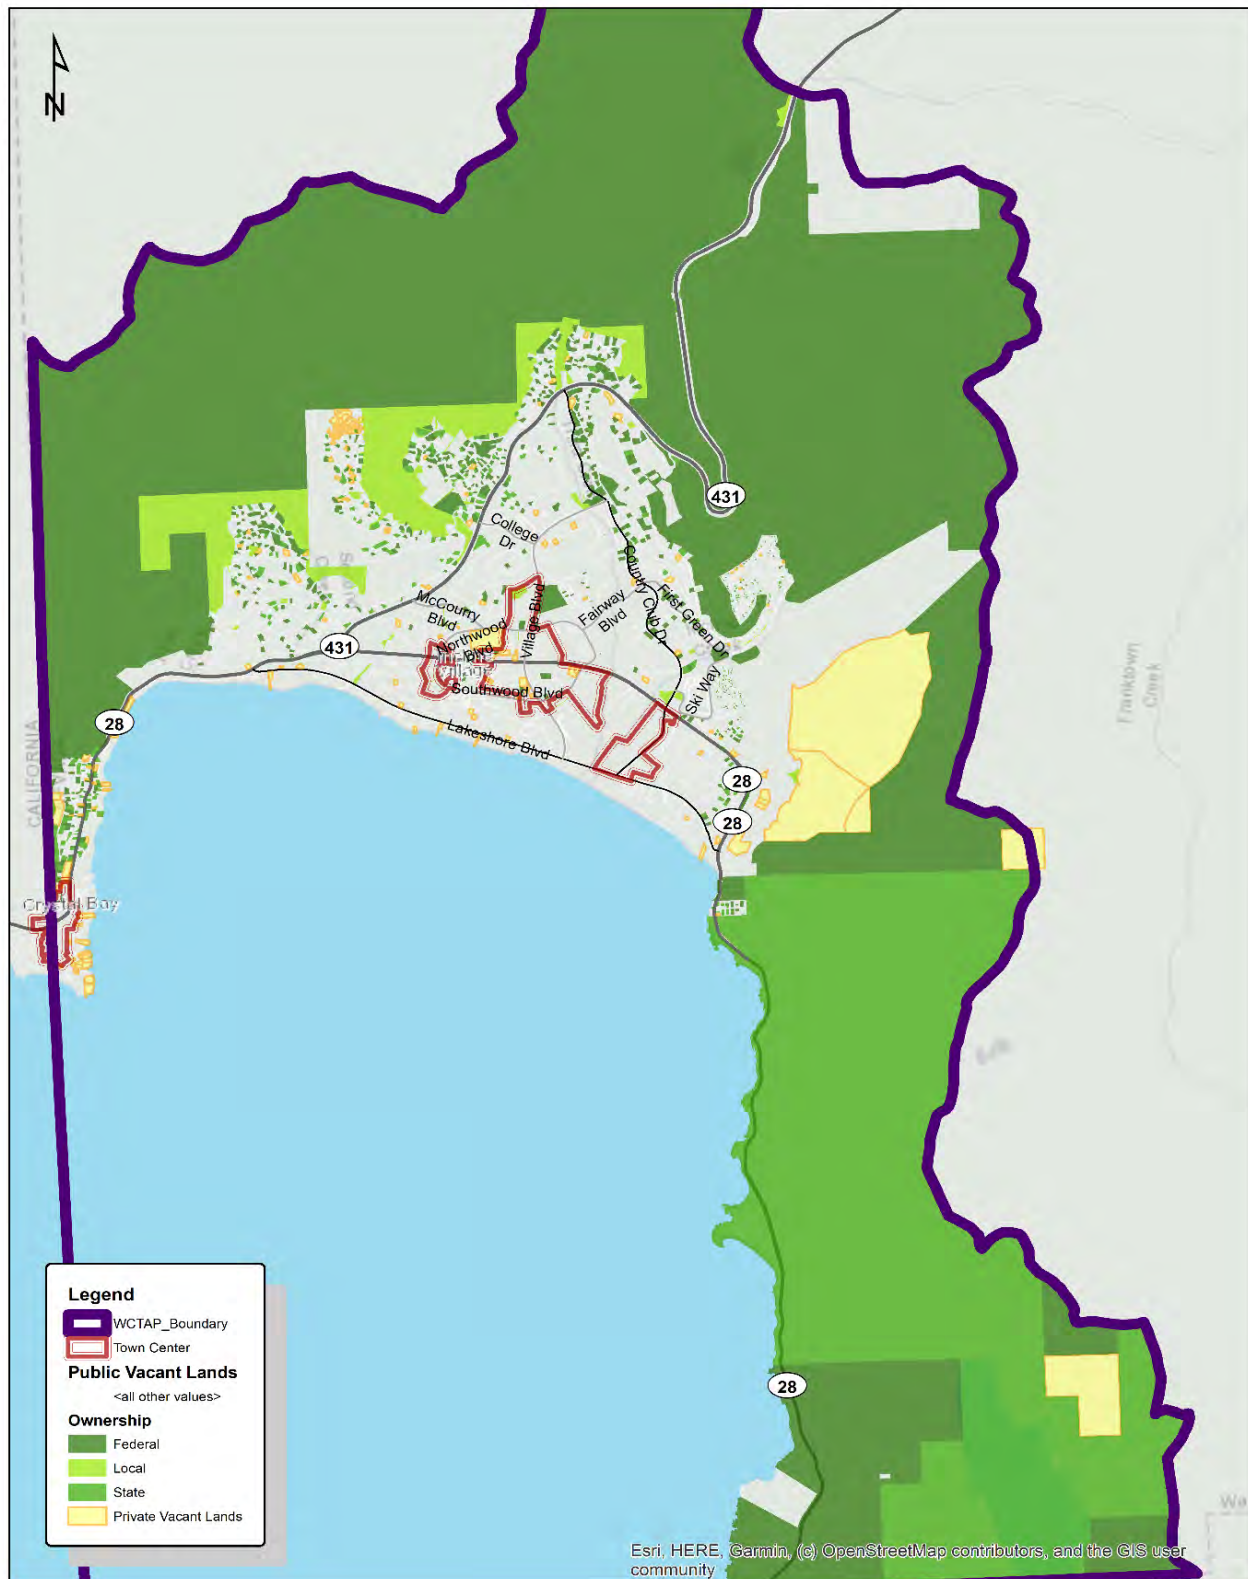 N
431
College
Dr
Country Club Dr
First Green Dr
McCourry
Blvd
Northwood
Blvd
Village Blvd
Fairway
Blvd
431
Village
Southwood Blvd
Ski Way
28
Lakeshore Blvd
28
28
CALIFORNIA
Franktown
Creek
Crystal Bay
28
Legend
WCTAP_Boundary
Town Center
Public Vacant Lands
<all other values>
Ownership
Federal
Local
State
Private Vacant Lands
Esri, HERE, Garmin, (c) OpenStreetMap contributors, and the GIS user
community